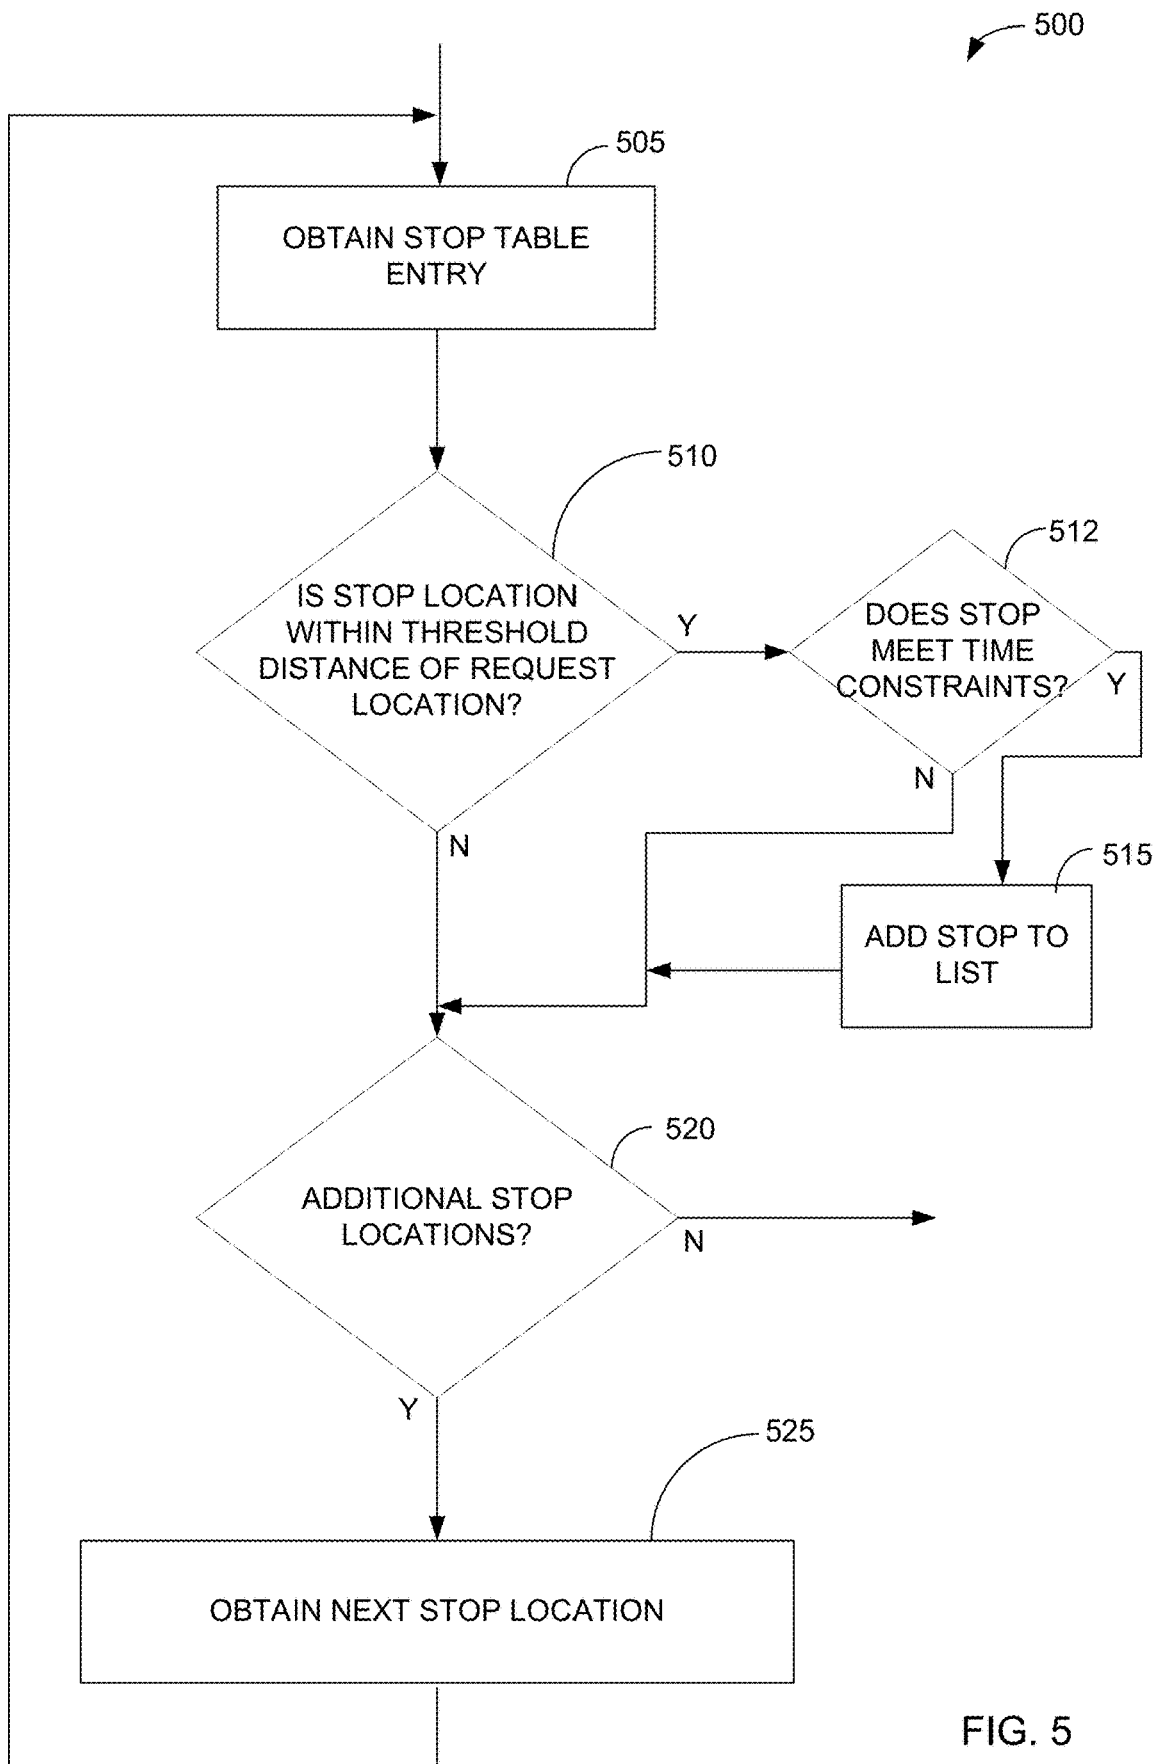 500
505
OBTAIN STOP TABLE
ENTRY
510
IS STOP LOCATION
WITHIN THRESHOLD
DISTANCE OF REQUEST
LOCATION?
Y
512
DOES STOP
MEET TIME
CONSTRAINTS?
Y
N
N
515
ADD STOP TO
LIST
520
ADDITIONAL STOP
LOCATIONS?
N
Y
525
OBTAIN NEXT STOP LOCATION
FIG. 5